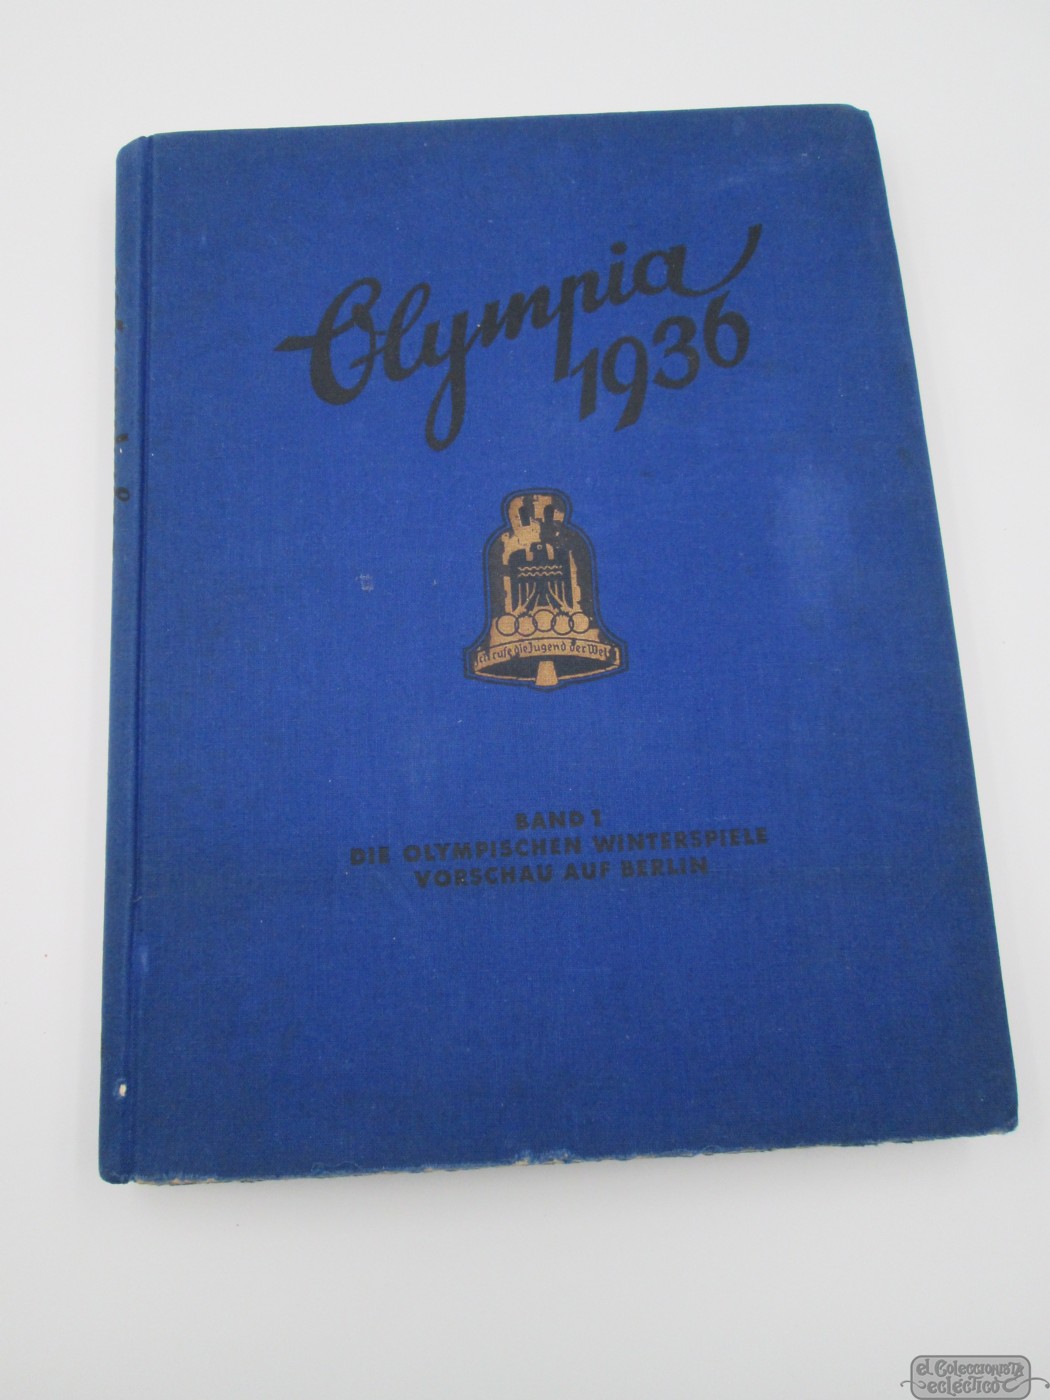 Olympia
1936
Ich rufe die Jugend der Welt
BAND 1
DIE OLYMPISCHEN WINTERSPIELE
VORSCHAU AUF BERLIN
el Coleccionista
ecléctico